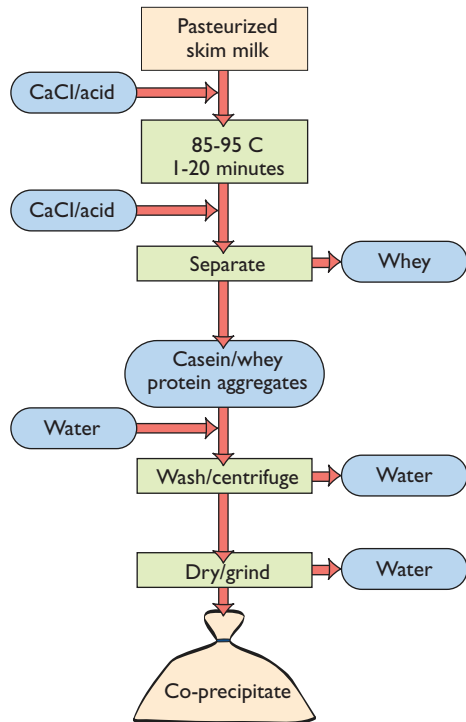 Pasteurized
skim milk
CaCl/acid
85-95 C
1-20 minutes
CaCl/acid
Separate
Whey
Casein/whey
protein aggregates
Water
Wash/centrifuge
Water
Dry/grind
Water
Co-precipitate